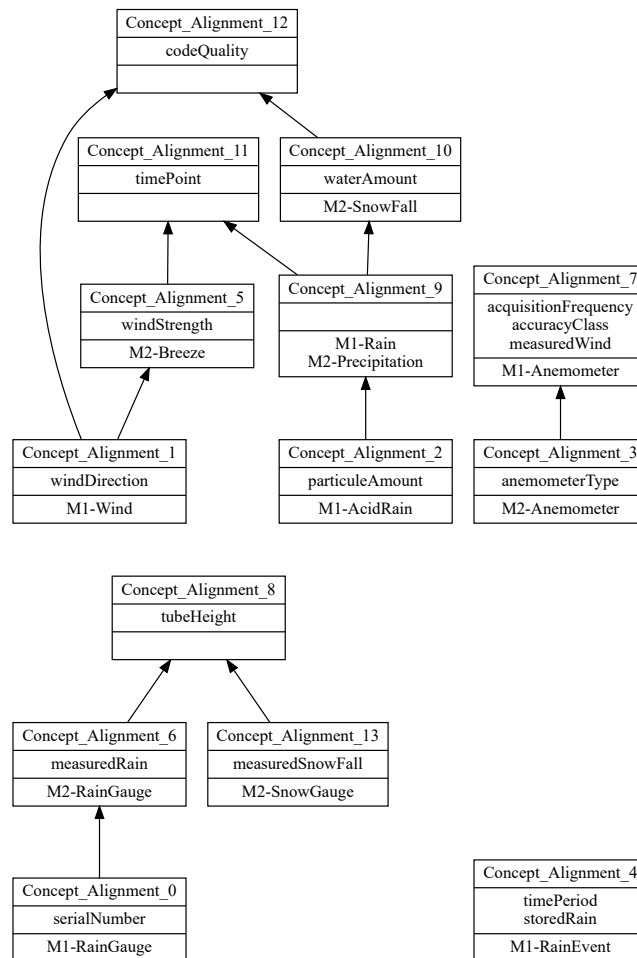 Concept_Alignment_12
codeQuality
Concept_Alignment_11
timePoint
Concept_Alignment_10
waterAmount
M2-SnowFall
Concept_Alignment_5
windStrength
M2-Breeze
Concept_Alignment_9
M1-Rain
M2-Precipitation
Concept_Alignment_7
acquisitionFrequency
accuracyClass
measuredWind
M1-Anemometer
Concept_Alignment_1
windDirection
M1-Wind
Concept_Alignment_2
particuleAmount
M1-AcidRain
Concept_Alignment_3
anemometerType
M2-Anemometer
Concept_Alignment_8
tubeHeight
Concept_Alignment_6
measuredRain
M2-RainGauge
Concept_Alignment_13
measuredSnowFall
M2-SnowGauge
Concept_Alignment_0
serialNumber
M1-RainGauge
Concept_Alignment_4
timePeriod
storedRain
M1-RainEvent